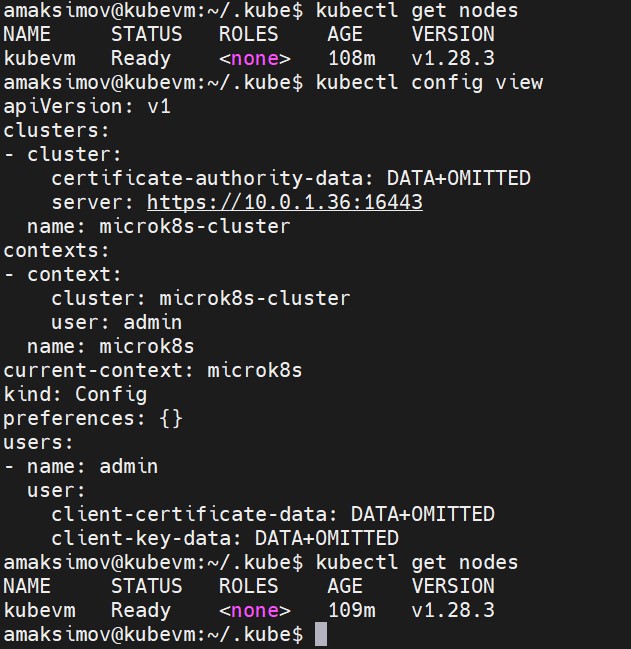 amaksimov@kubevm:~/.kube$ kubectl get nodes
NAME     STATUS   ROLES    AGE    VERSION
kubevm   Ready    <none>   108m   v1.28.3
amaksimov@kubevm:~/.kube$ kubectl config view
apiVersion: v1
clusters:
- cluster:
    certificate-authority-data: DATA+OMITTED
    server: https://10.0.1.36:16443
  name: microk8s-cluster
contexts:
- context:
    cluster: microk8s-cluster
    user: admin
  name: microk8s
current-context: microk8s
kind: Config
preferences: {}
users:
- name: admin
  user:
    client-certificate-data: DATA+OMITTED
    client-key-data: DATA+OMITTED
amaksimov@kubevm:~/.kube$ kubectl get nodes
NAME     STATUS   ROLES    AGE    VERSION
kubevm   Ready    <none>   109m   v1.28.3
amaksimov@kubevm:~/.kube$